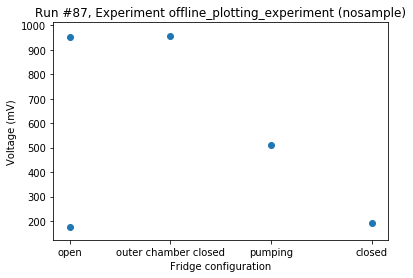 Run #87, Experiment offline_plotting_experiment (nosample)
1000
900
800
700
600
500
400
300
200
Voltage (mV)
open outer chamber closed pumping closed
Fridge configuration